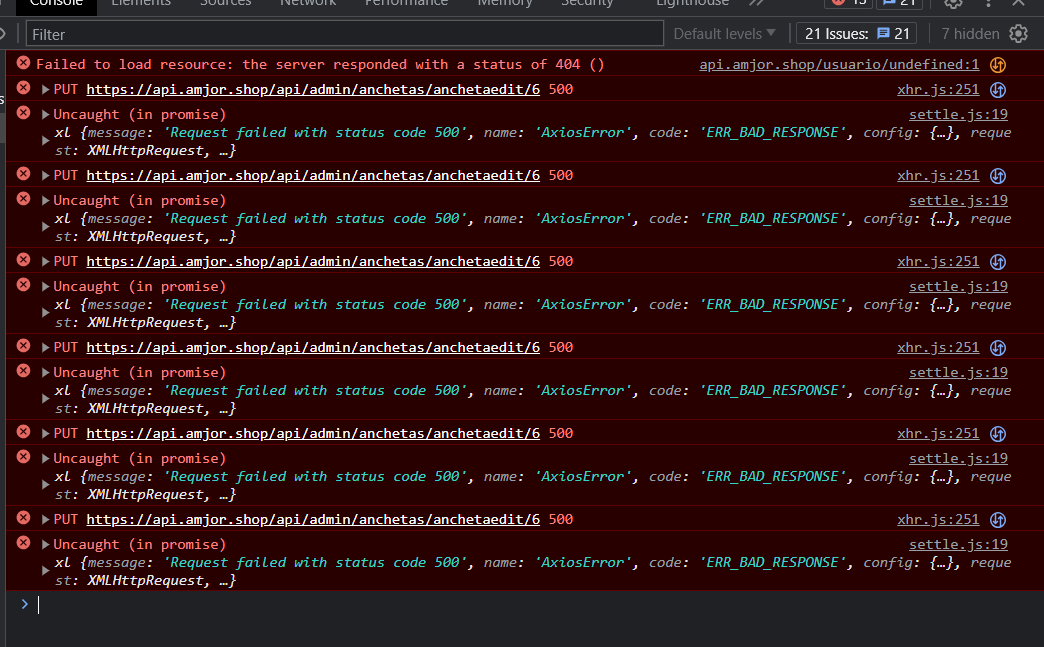 Console Elements Sources Network Performance Memory Security Lighthouse 21
Filter Default levels 21 Issues: 21 7 hidden
Failed to load resource: the server responded with a status of 404 () api.amjor.shop/usuario/undefined:1
PUT https://api.amjor.shop/api/admin/anchetas/anchetaedit/6 500 xhr.js:251
Uncaught (in promise) settle.js:19
xl {message: 'Request failed with status code 500', name: 'AxiosError', code: 'ERR_BAD_RESPONSE', config: {…}, reque
st: XMLHttpRequest, …}
PUT https://api.amjor.shop/api/admin/anchetas/anchetaedit/6 500 xhr.js:251
Uncaught (in promise) settle.js:19
xl {message: 'Request failed with status code 500', name: 'AxiosError', code: 'ERR_BAD_RESPONSE', config: {…}, reque
st: XMLHttpRequest, …}
PUT https://api.amjor.shop/api/admin/anchetas/anchetaedit/6 500 xhr.js:251
Uncaught (in promise) settle.js:19
xl {message: 'Request failed with status code 500', name: 'AxiosError', code: 'ERR_BAD_RESPONSE', config: {…}, reque
st: XMLHttpRequest, …}
PUT https://api.amjor.shop/api/admin/anchetas/anchetaedit/6 500 xhr.js:251
Uncaught (in promise) settle.js:19
xl {message: 'Request failed with status code 500', name: 'AxiosError', code: 'ERR_BAD_RESPONSE', config: {…}, reque
st: XMLHttpRequest, …}
PUT https://api.amjor.shop/api/admin/anchetas/anchetaedit/6 500 xhr.js:251
Uncaught (in promise) settle.js:19
xl {message: 'Request failed with status code 500', name: 'AxiosError', code: 'ERR_BAD_RESPONSE', config: {…}, reque
st: XMLHttpRequest, …}
PUT https://api.amjor.shop/api/admin/anchetas/anchetaedit/6 500 xhr.js:251
Uncaught (in promise) settle.js:19
xl {message: 'Request failed with status code 500', name: 'AxiosError', code: 'ERR_BAD_RESPONSE', config: {…}, reque
st: XMLHttpRequest, …}